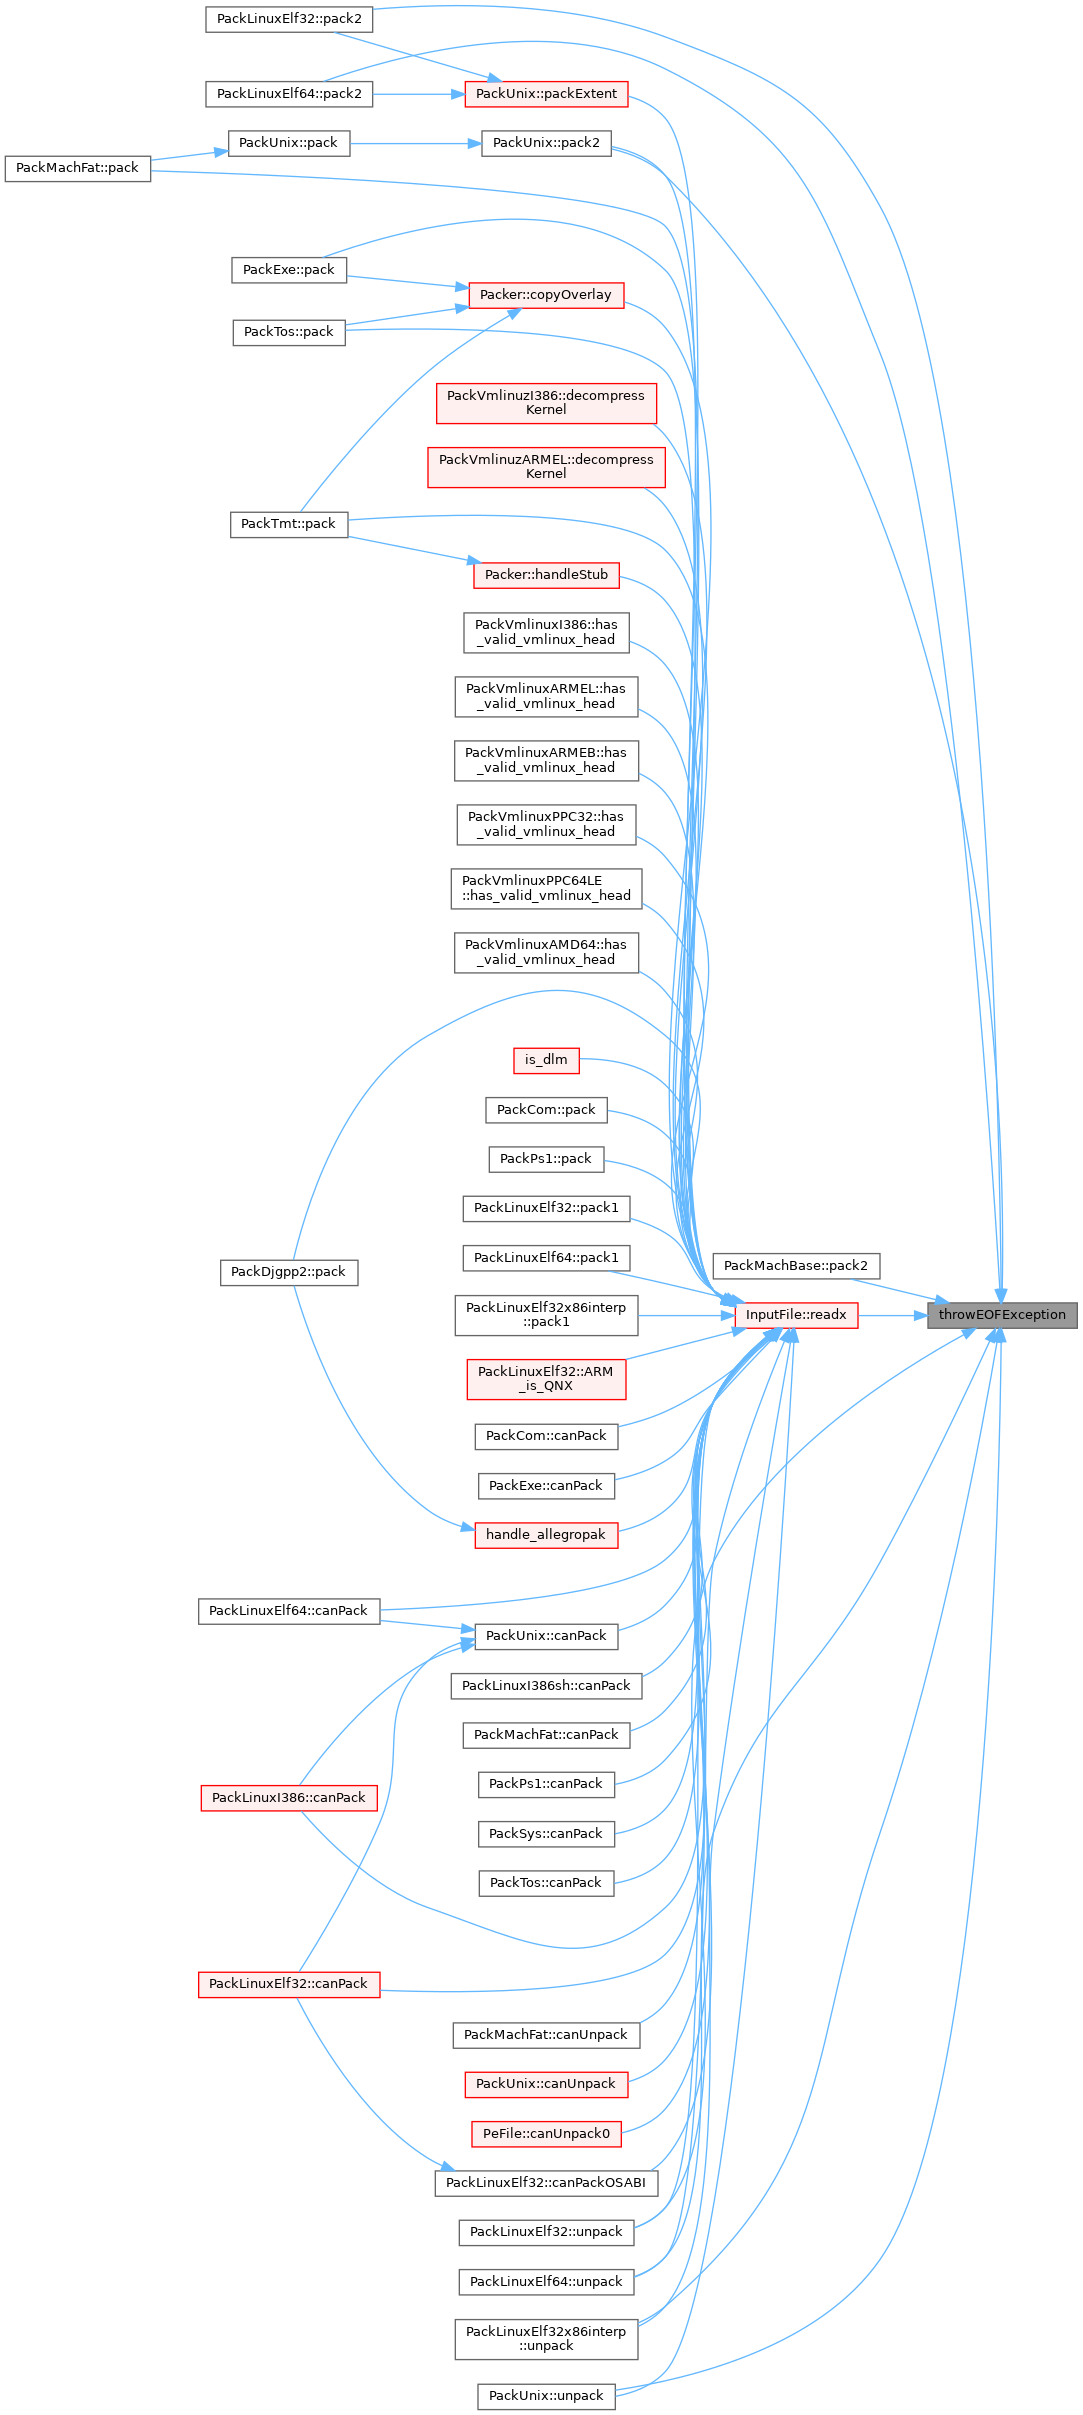 PackLinuxElf32::pack2
PackLinuxElf64::pack2
PackUnix::packExtent
PackUnix::pack
PackUnix::pack2
PackMachFat::pack
PackExe::pack
Packer::copyOverlay
PackTos::pack
PackVmlinuzI386::decompress
Kernel
PackVmlinuzARMEL::decompress
Kernel
PackTmt::pack
Packer::handleStub
PackVmlinuxI386::has
_valid_vmlinux_head
PackVmlinuxARMEL::has
_valid_vmlinux_head
PackVmlinuxARMEB::has
_valid_vmlinux_head
PackVmlinuxPPC32::has
_valid_vmlinux_head
PackVmlinuxPPC64LE
::has_valid_vmlinux_head
PackVmlinuxAMD64::has
_valid_vmlinux_head
is_dlm
PackCom::pack
PackPs1::pack
PackLinuxElf32::pack1
PackLinuxElf64::pack1
PackMachBase::pack2
PackDjgpp2::pack
PackLinuxElf32x86interp
::pack1
InputFile::readx
throwEOFException
PackLinuxElf32::ARM
_is_QNX
PackCom::canPack
PackExe::canPack
handle_allegropak
PackLinuxElf64::canPack
PackUnix::canPack
PackLinuxI386sh::canPack
PackMachFat::canPack
PackPs1::canPack
PackLinuxI386::canPack
PackSys::canPack
PackTos::canPack
PackLinuxElf32::canPack
PackMachFat::canUnpack
PackUnix::canUnpack
PeFile::canUnpack0
PackLinuxElf32::canPackOSABI
PackLinuxElf32::unpack
PackLinuxElf64::unpack
PackLinuxElf32x86interp
::unpack
PackUnix::unpack